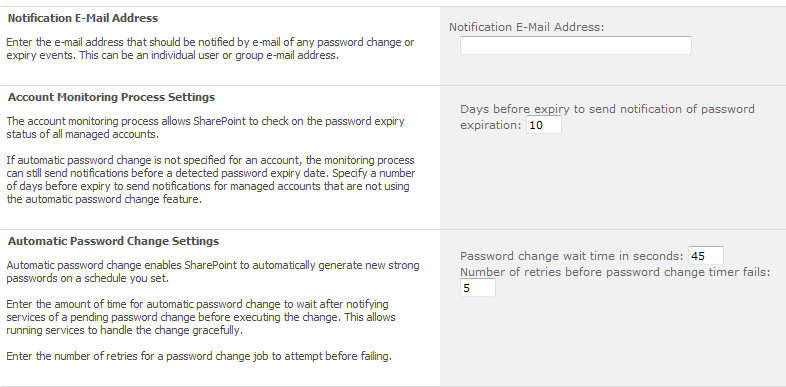 Notification E-Mail Address
Enter the e-mail address that should be notified by e-mail of any password change or
expiry events. This can be an individual user or group e-mail address.
Notification E-Mail Address:
Account Monitoring Process Settings
The account monitoring process allows SharePoint to check on the password expiry
status of all managed accounts.
If automatic password change is not specified for an account, the monitoring process
can still send notifications before a detected password expiry date. Specify a number
of days before expiry to send notifications for managed accounts that are not using
the automatic password change feature.
Days before expiry to send notification of password
expiration: 10
Automatic Password Change Settings
Automatic password change enables SharePoint to automatically generate new strong
passwords on a schedule you set.
Enter the amount of time for automatic password change to wait after notifying
services of a pending password change before executing the change. This allows
running services to handle the change gracefully.
Enter the number of retries for a password change job to attempt before failing.
Password change wait time in seconds: 45
Number of retries before password change timer fails:
5